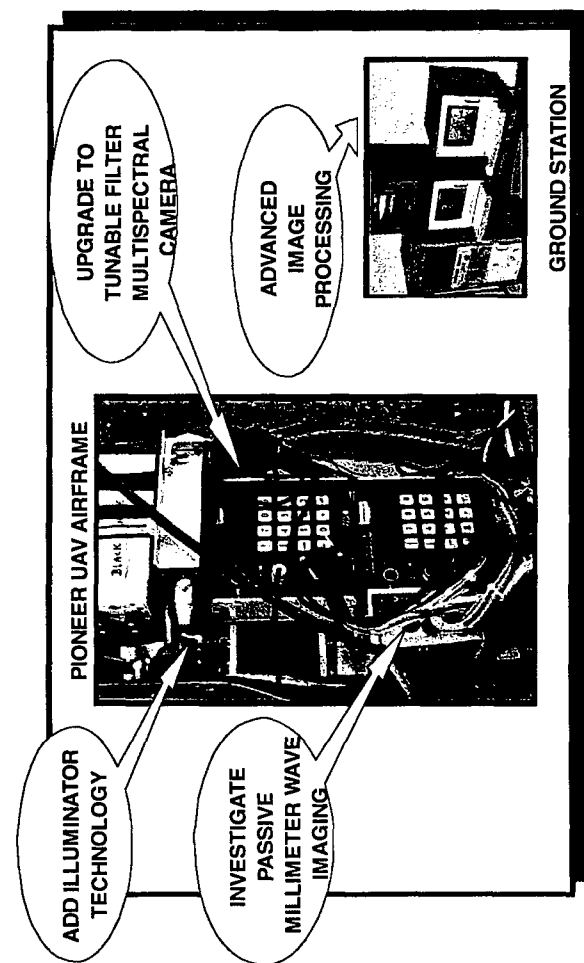 PIONEER UAV AIRFRAME
ADD ILLUMINATOR
TECHNOLOGY
UPGRADE TO
TUNABLE FILTER
MULTISPECTRAL
CAMERA
BLACK
INVESTIGATE
PASSIVE
MILLIMETER WAVE
IMAGING
ADVANCED
IMAGE
PROCESSING
GROUND STATION